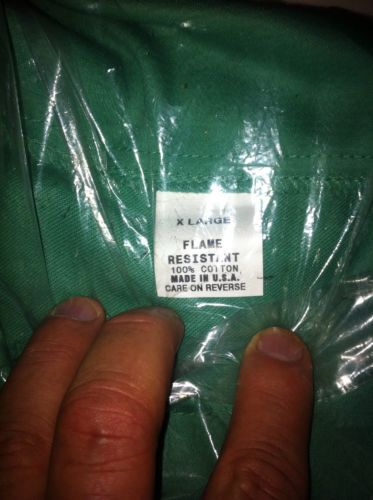 X LARGE
FLAME
RESISTANT
100% COTTON
MADE IN U.S.A.
CARE ON REVERSE